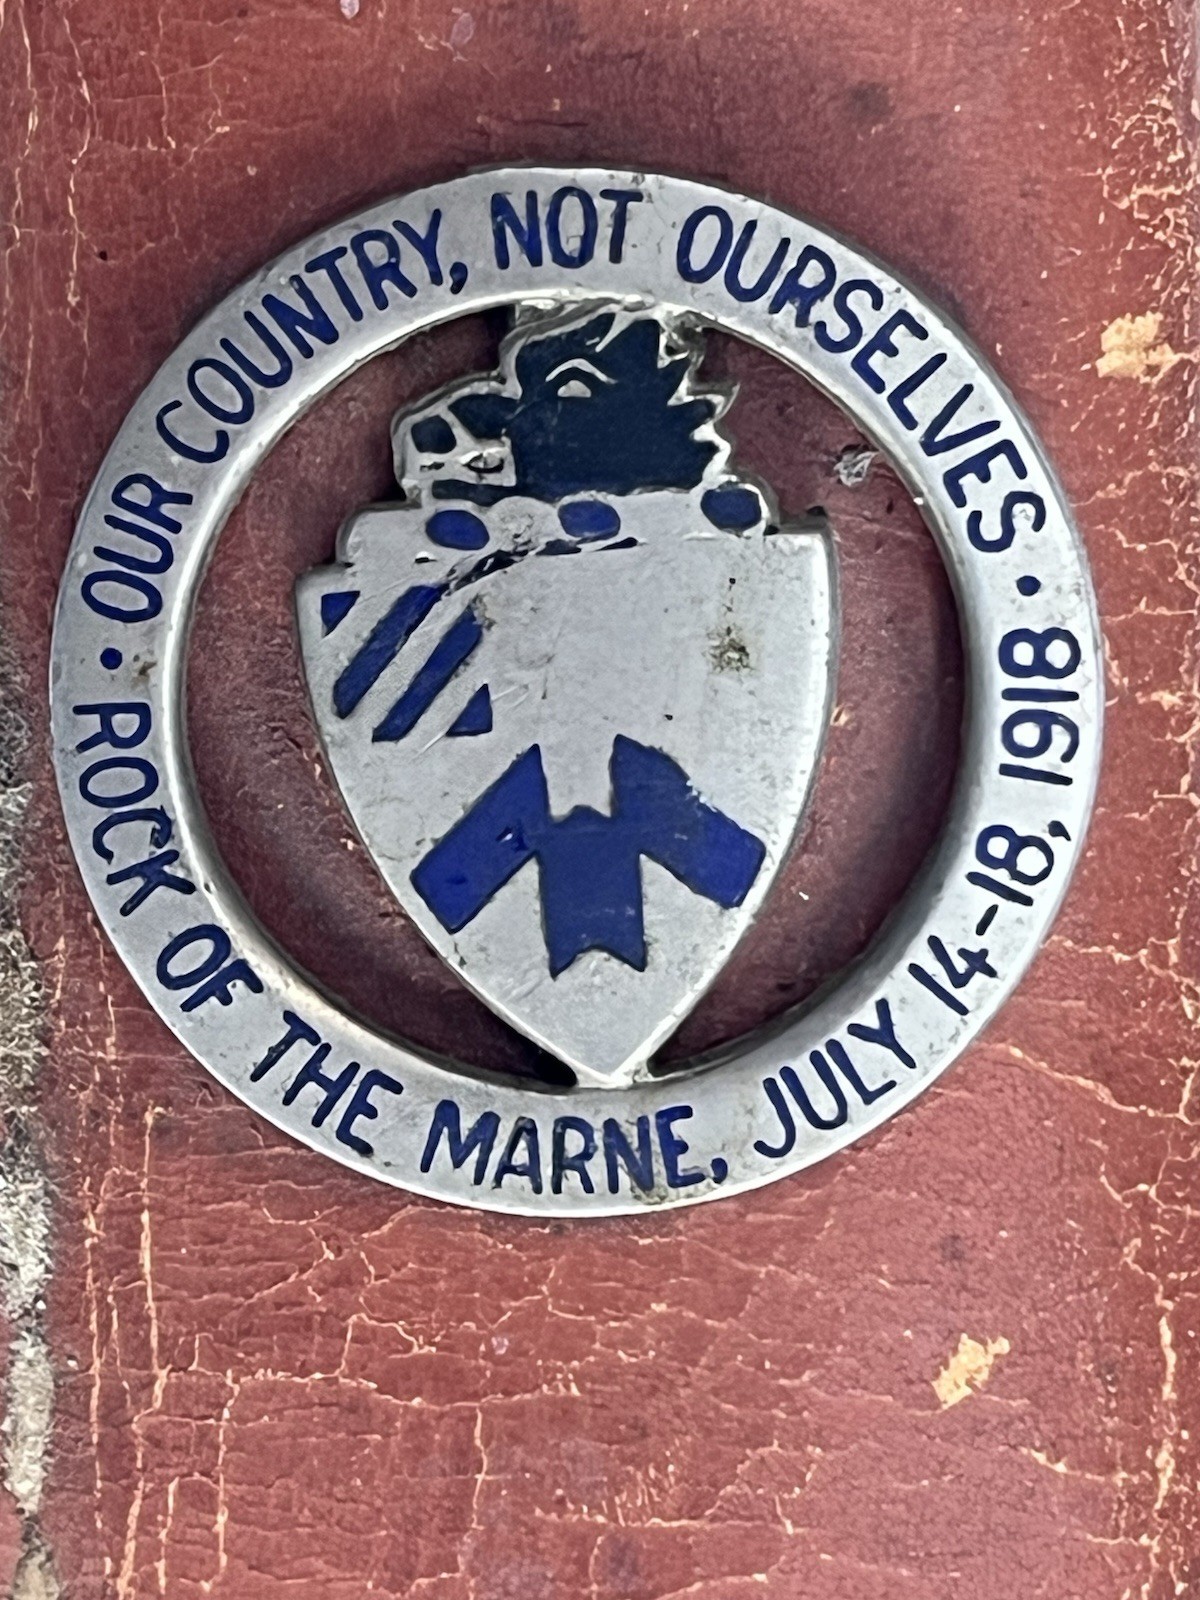 • OUR COUNTRY, NOT OURSELVES •
ROCK OF THE MARNE, JULY 14-18, 1918